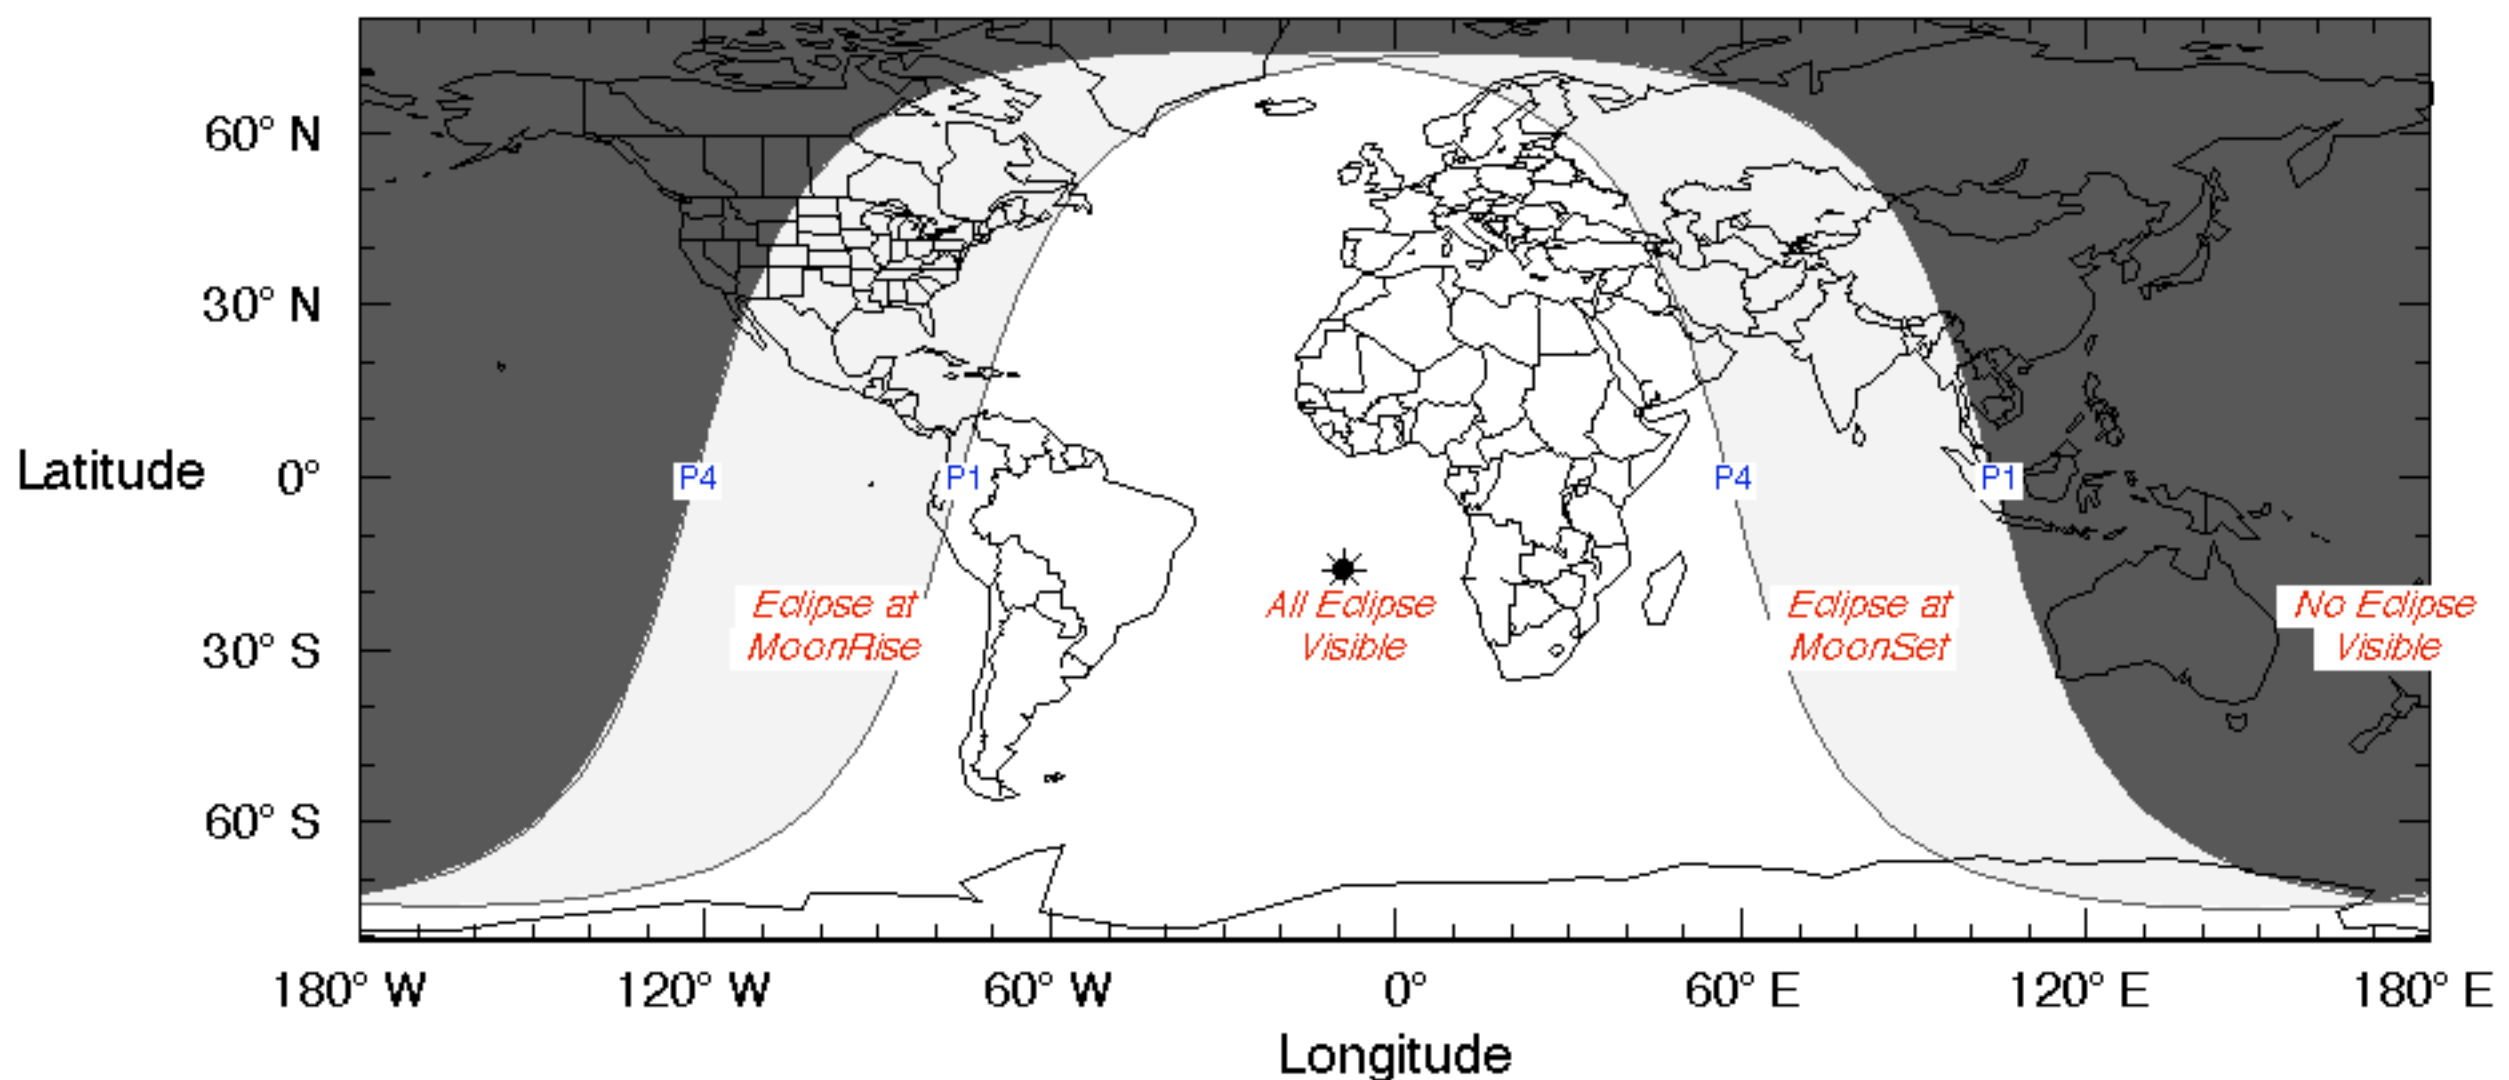 60° N
30° N
Latitude 0°
P4 P1 P4 P1
Eclipse at All Eclipse Eclipse at No Eclipse
MoonRise Visible MoonSet Visible
30° S
60° S
180° W 120° W 60° W 0° 60° E 120° E 180° E
Longitude